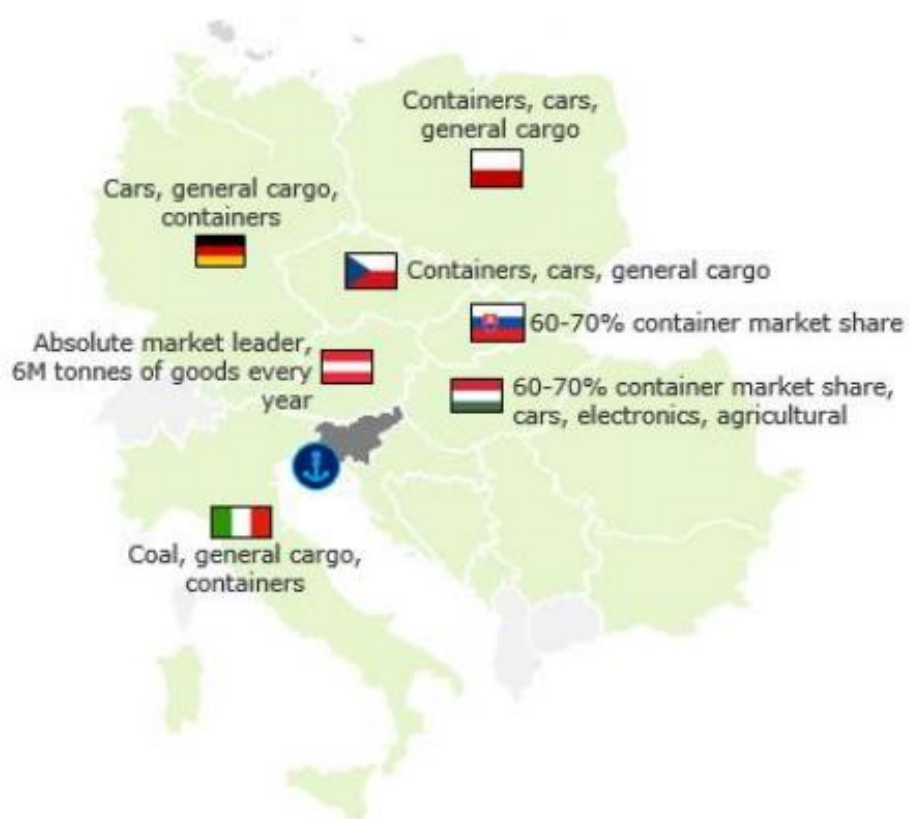 Containers, cars,
general cargo
Cars, general cargo,
containers
Containers, cars, general cargo
60-70% container market share
Absolute market leader,
6M tonnes of goods every
year
60-70% container market share,
cars, electronics, agricultural
Coal, general cargo,
containers